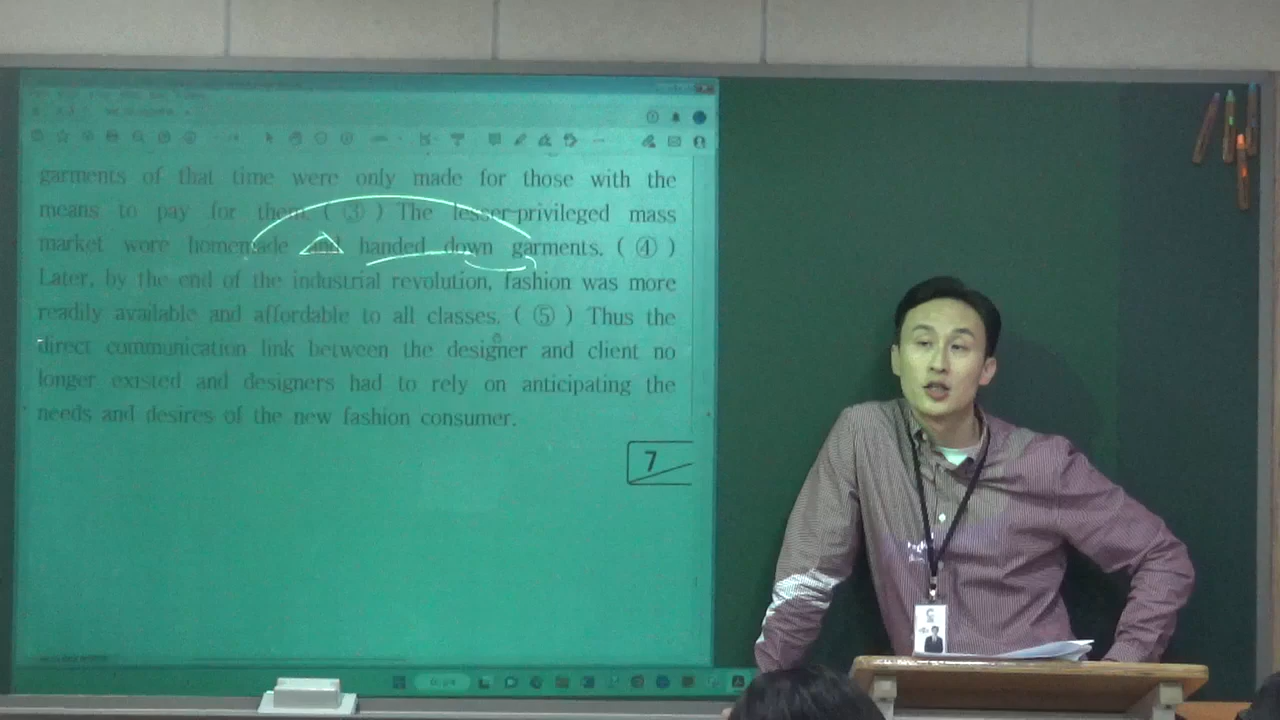 garments of that time were only made for those with the
means to pay for them. ( ③ ) The lesser-privileged mass
market wore homemade and handed down garments. ( ④ )
Later, by the end of the industrial revolution, fashion was more
readily available and affordable to all classes. ( ⑤ ) Thus the
direct communication link between the designer and client no
longer existed and designers had to rely on anticipating the
needs and desires of the new fashion consumer.
7